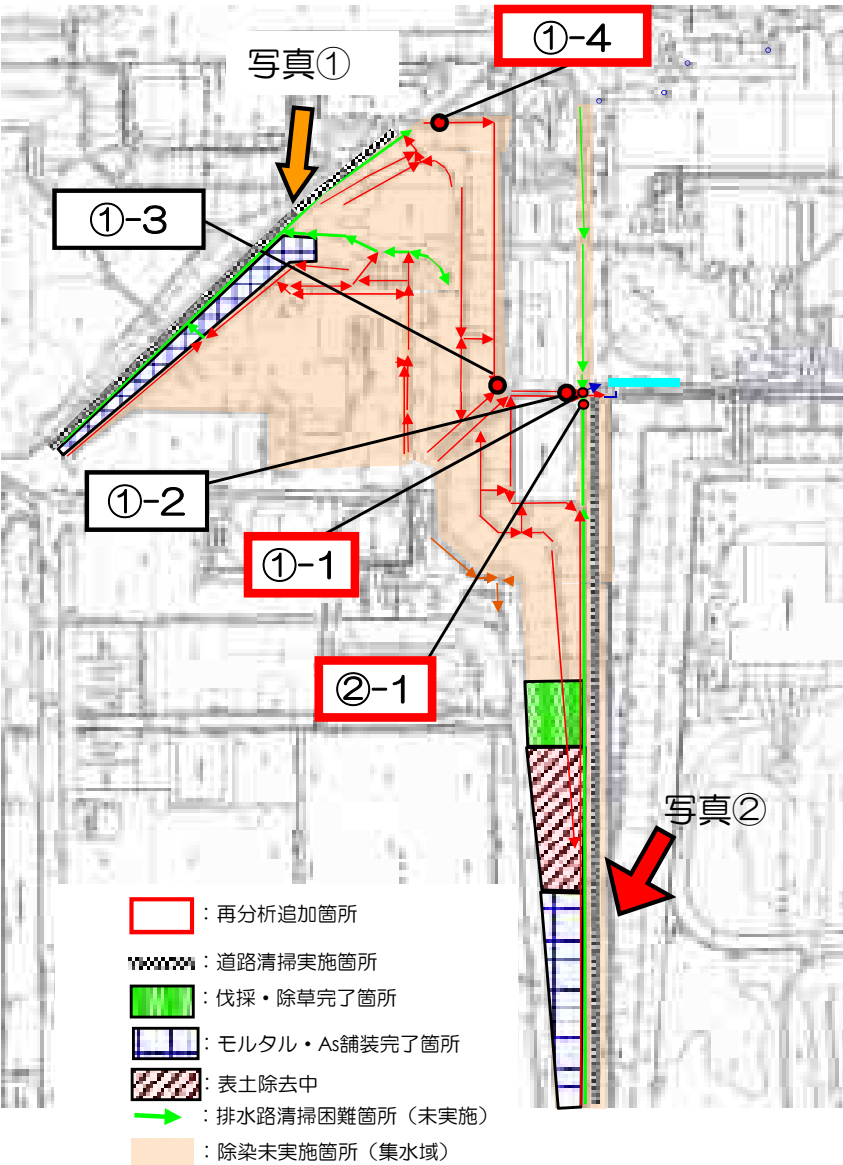 ①-4
写真①
①-3
①-2
①-1
②-1
写真②
：再分析追加箇所
：道路清掃実施箇所
：伐採・除草完了箇所
：モルタル・As舗装完了箇所
：表土除去中
：排水路清掃困難箇所（未実施）
：除染未実施箇所（集水域）